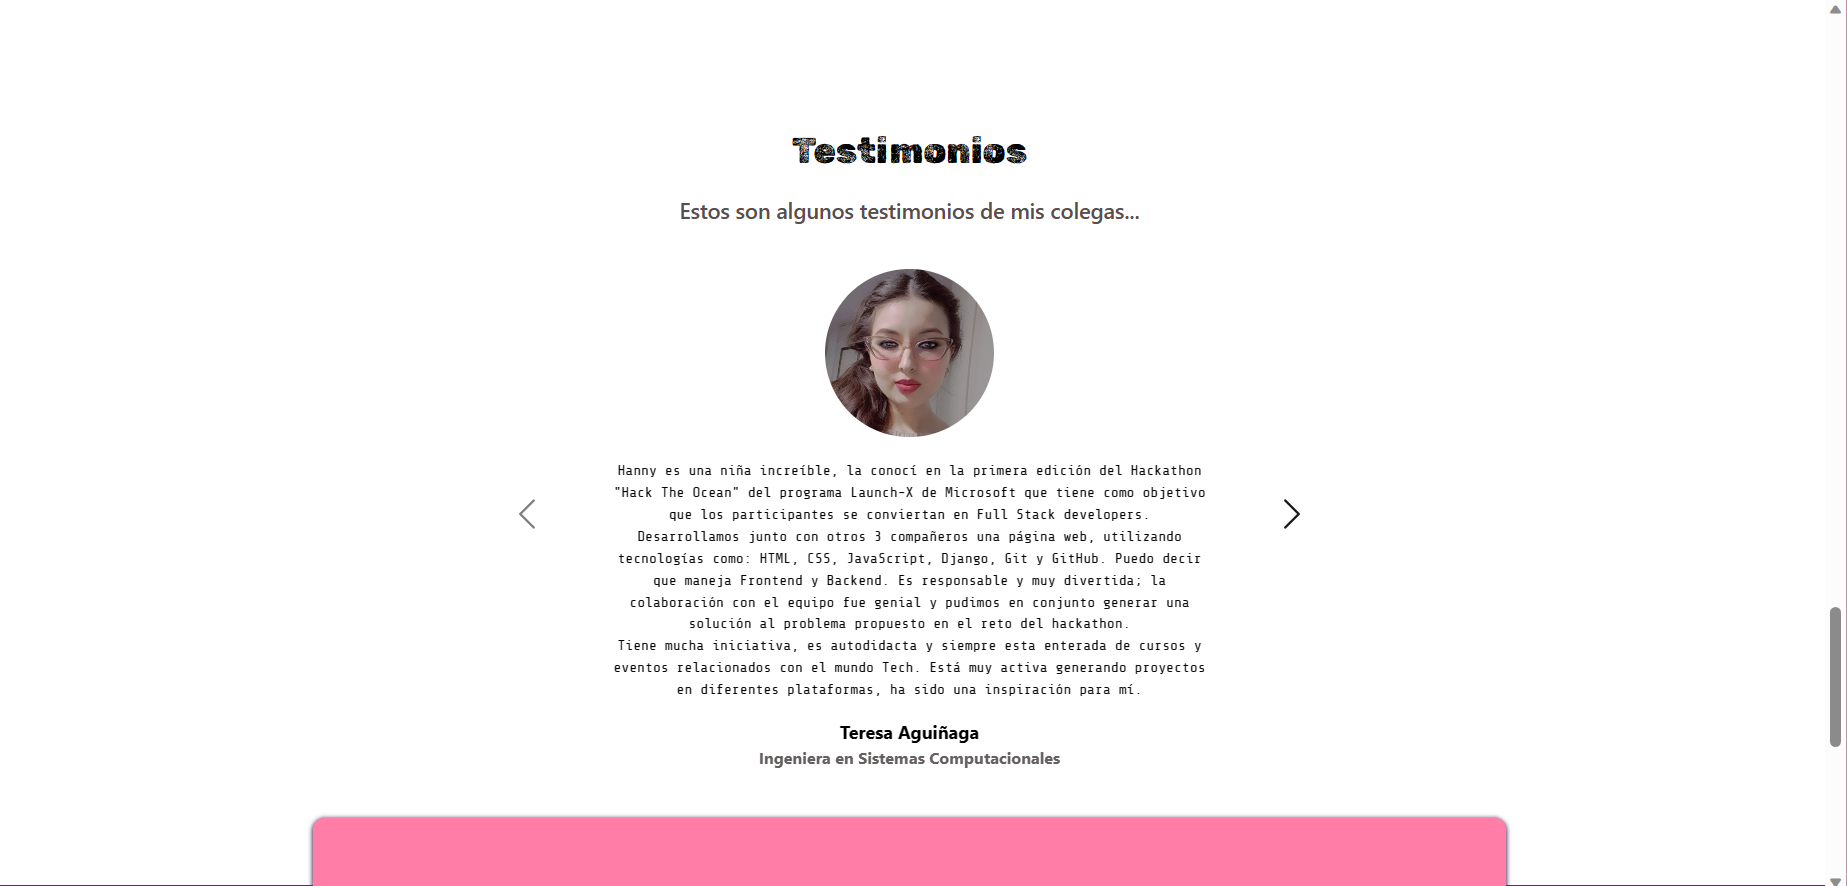 Testimonios
Estos son algunos testimonios de mis colegas...
Hanny es una niña increíble, la conocí en la primera edición del Hackathon
"Hack The Ocean" del programa Launch-X de Microsoft que tiene como objetivo
que los participantes se conviertan en Full Stack developers.
Desarrollamos junto con otros 3 compañeros una página web, utilizando
tecnologías como: HTML, CSS, JavaScript, Django, Git y GitHub. Puedo decir
que maneja Frontend y Backend. Es responsable y muy divertida; la
colaboración con el equipo fue genial y pudimos en conjunto generar una
solución al problema propuesto en el reto del hackathon.
Tiene mucha iniciativa, es autodidacta y siempre esta enterada de cursos y
eventos relacionados con el mundo Tech. Está muy activa generando proyectos
en diferentes plataformas, ha sido una inspiración para mí.
Teresa Aguiñaga
Ingeniera en Sistemas Computacionales